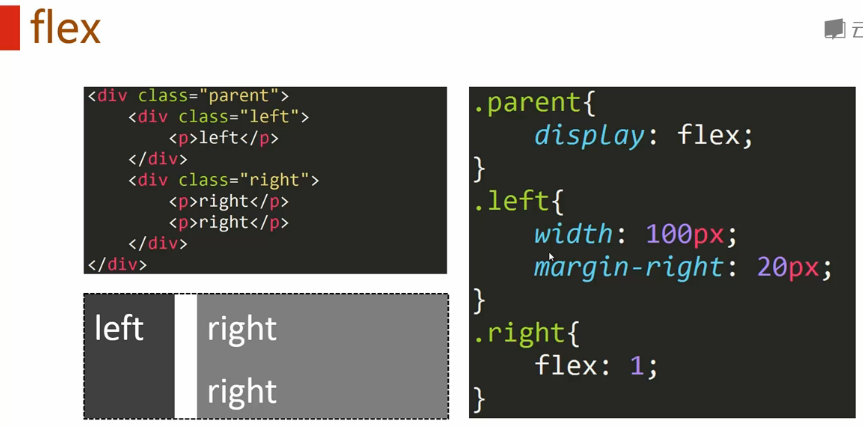 flex
云
<div class="parent">
    <div class="left">
        <p>left</p>
    </div>
    <div class="right">
        <p>right</p>
        <p>right</p>
    </div>
</div>
left
right
right
.parent{
    display: flex;
}
.left{
    width: 100px;
    margin-right: 20px;
}
.right{
    flex: 1;
}